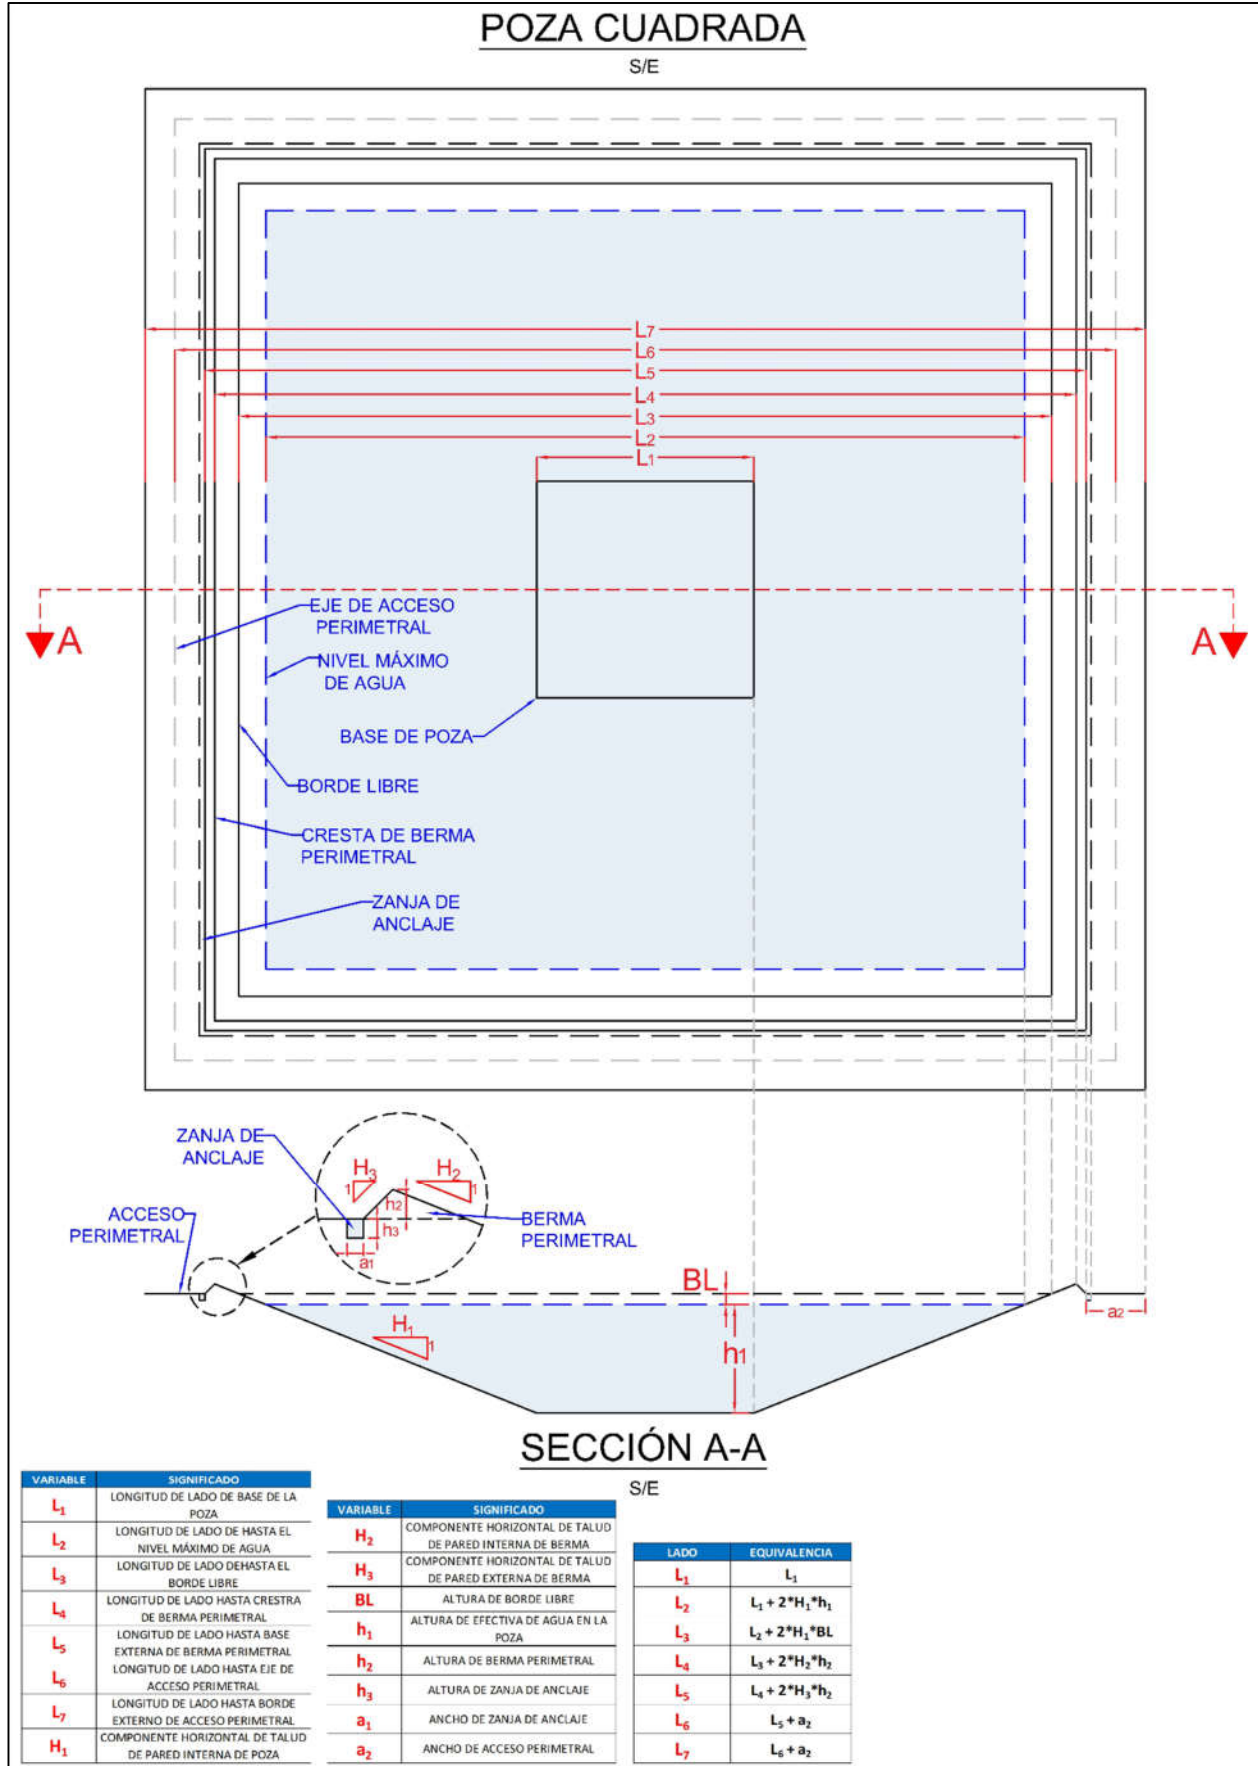 POZA CUADRADA
S/E
L7
L6
L5
L4
L3
L2
L1
A
A
EJE DE ACCESO
PERIMETRAL
NIVEL MÁXIMO
DE AGUA
BASE DE POZA
BORDE LIBRE
CRESTA DE BERMA
PERIMETRAL
ZANJA DE
ANCLAJE
ZANJA DE
ANCLAJE
ACCESO
PERIMETRAL
H3
1
H2
1
h2
h3
a1
BERMA
PERIMETRAL
BL
a2
H1
1
h1
SECCIÓN A-A
S/E
VARIABLE SIGNIFICADO
L1 LONGITUD DE LADO DE BASE DE LA
POZA
L2 LONGITUD DE LADO DE HASTA EL
NIVEL MÁXIMO DE AGUA
L3 LONGITUD DE LADO DEHASTA EL
BORDE LIBRE
L4 LONGITUD DE LADO HASTA CRESTRA
DE BERMA PERIMETRAL
L5 LONGITUD DE LADO HASTA BASE
EXTERNA DE BERMA PERIMETRAL
L6 LONGITUD DE LADO HASTA EJE DE
ACCESO PERIMETRAL
L7 LONGITUD DE LADO HASTA BORDE
EXTERNO DE ACCESO PERIMETRAL
H1 COMPONENTE HORIZONTAL DE TALUD
DE PARED INTERNA DE POZA
VARIABLE SIGNIFICADO
H2 COMPONENTE HORIZONTAL DE TALUD
DE PARED INTERNA DE BERMA
H3 COMPONENTE HORIZONTAL DE TALUD
DE PARED EXTERNA DE BERMA
BL ALTURA DE BORDE LIBRE
h1 ALTURA DE EFECTIVA DE AGUA EN LA
POZA
h2 ALTURA DE BERMA PERIMETRAL
h3 ALTURA DE ZANJA DE ANCLAJE
a1 ANCHO DE ZANJA DE ANCLAJE
a2 ANCHO DE ACCESO PERIMETRAL
LADO EQUIVALENCIA
L1 L1
L2 L1 + 2*H1*h1
L3 L2 + 2*H1*BL
L4 L3 + 2*H2*h2
L5 L4 + 2*H3*h2
L6 L5 + a2
L7 L6 + a2